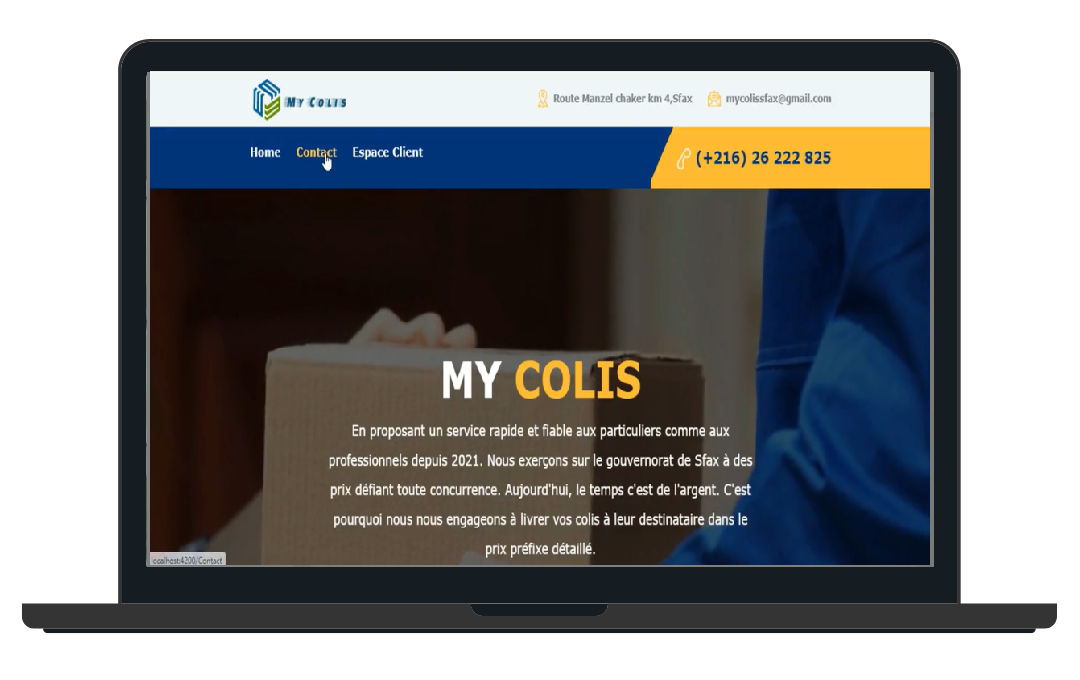 My Colis
Route Manzel chaker km 4,Sfax
mycolissfax@gmail.com
Home Contact Espace Client
(+216) 26 222 825
MY COLIS
En proposant un service rapide et fiable aux particuliers comme aux
professionnels depuis 2021. Nous exerçons sur le gouvernorat de Sfax à des
prix défiant toute concurrence. Aujourd'hui, le temps c'est de l'argent. C'est
pourquoi nous nous engageons à livrer vos colis à leur destinataire dans le
prix préfixe détaillé.
ocalhost:4200/Contact